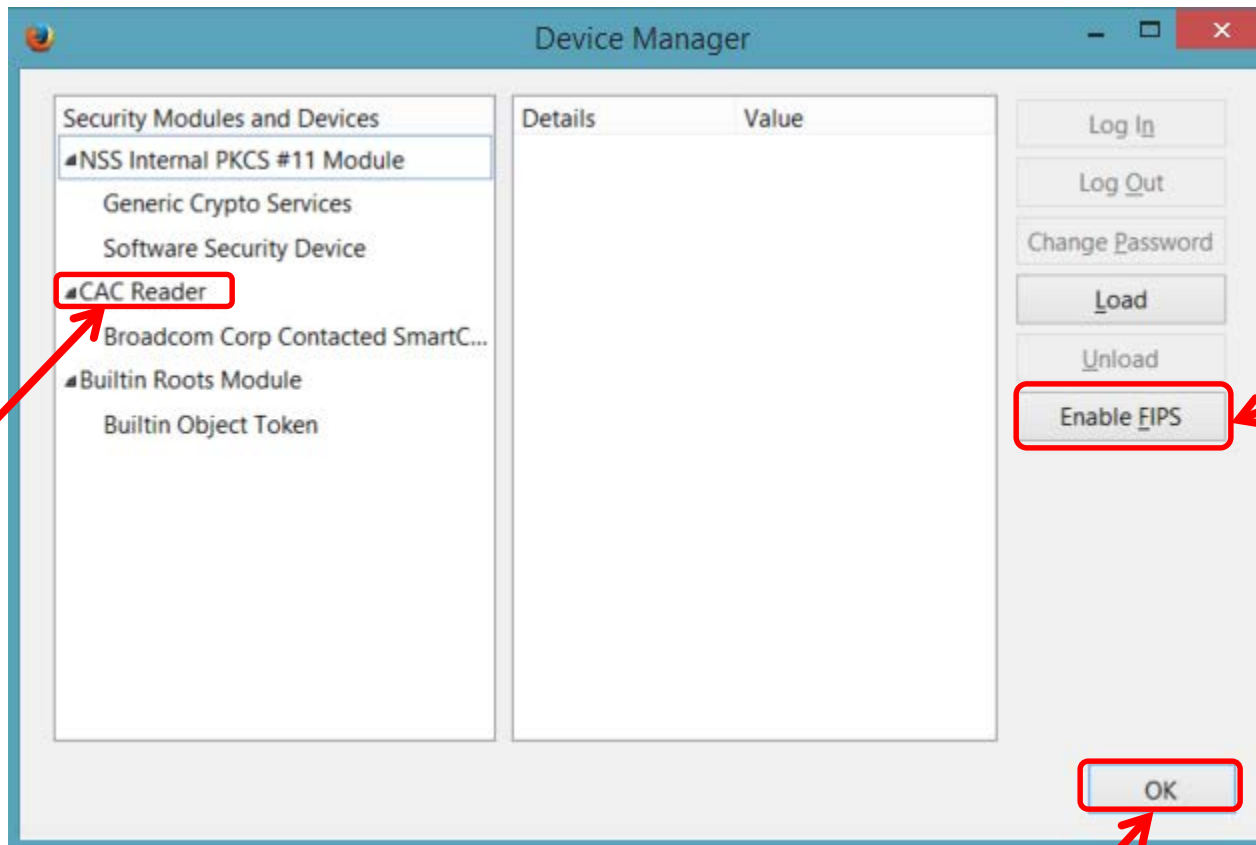 Device Manager
Security Modules and Devices
NSS Internal PKCS #11 Module
Generic Crypto Services
Software Security Device
CAC Reader
Broadcom Corp Contacted SmartC...
Builtin Roots Module
Builtin Object Token
Details Value
Log In
Log Out
Change Password
Load
Unload
Enable FIPS
OK